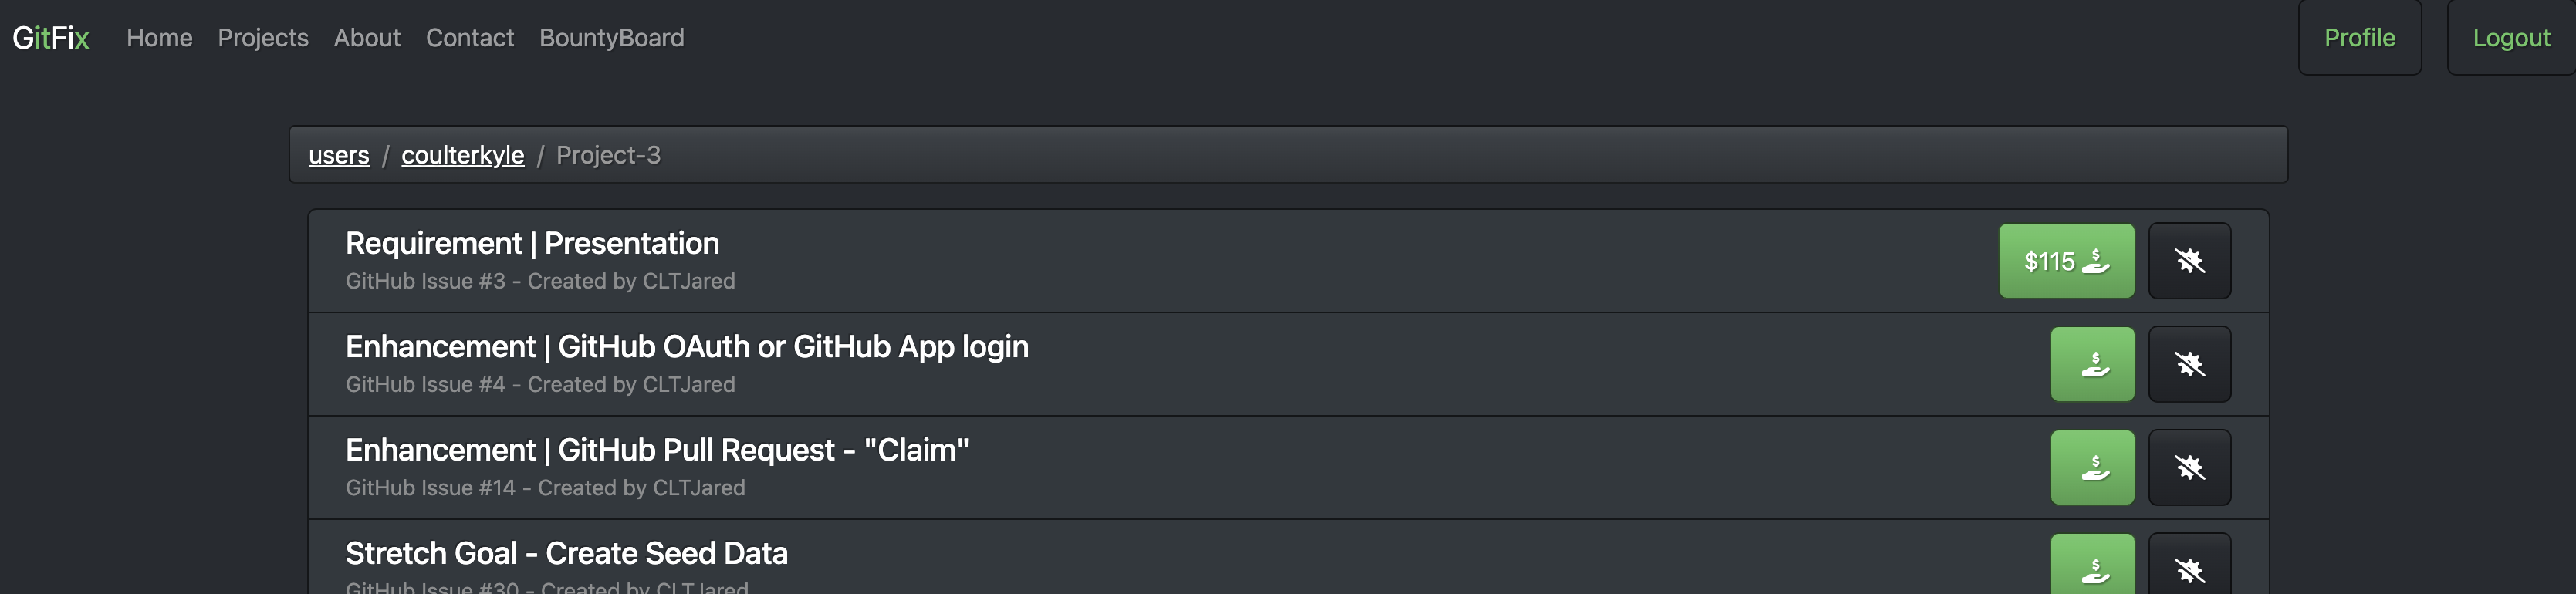 GitFix Home Projects About Contact BountyBoard Profile Logout
users / coulterkyle / Project-3
Requirement | Presentation
GitHub Issue #3 - Created by CLTJared
$115 $
Enhancement | GitHub OAuth or GitHub App login
GitHub Issue #4 - Created by CLTJared
$
Enhancement | GitHub Pull Request - "Claim"
GitHub Issue #14 - Created by CLTJared
$
Stretch Goal - Create Seed Data
GitHub Issue #30 - Created by CLTJared
$